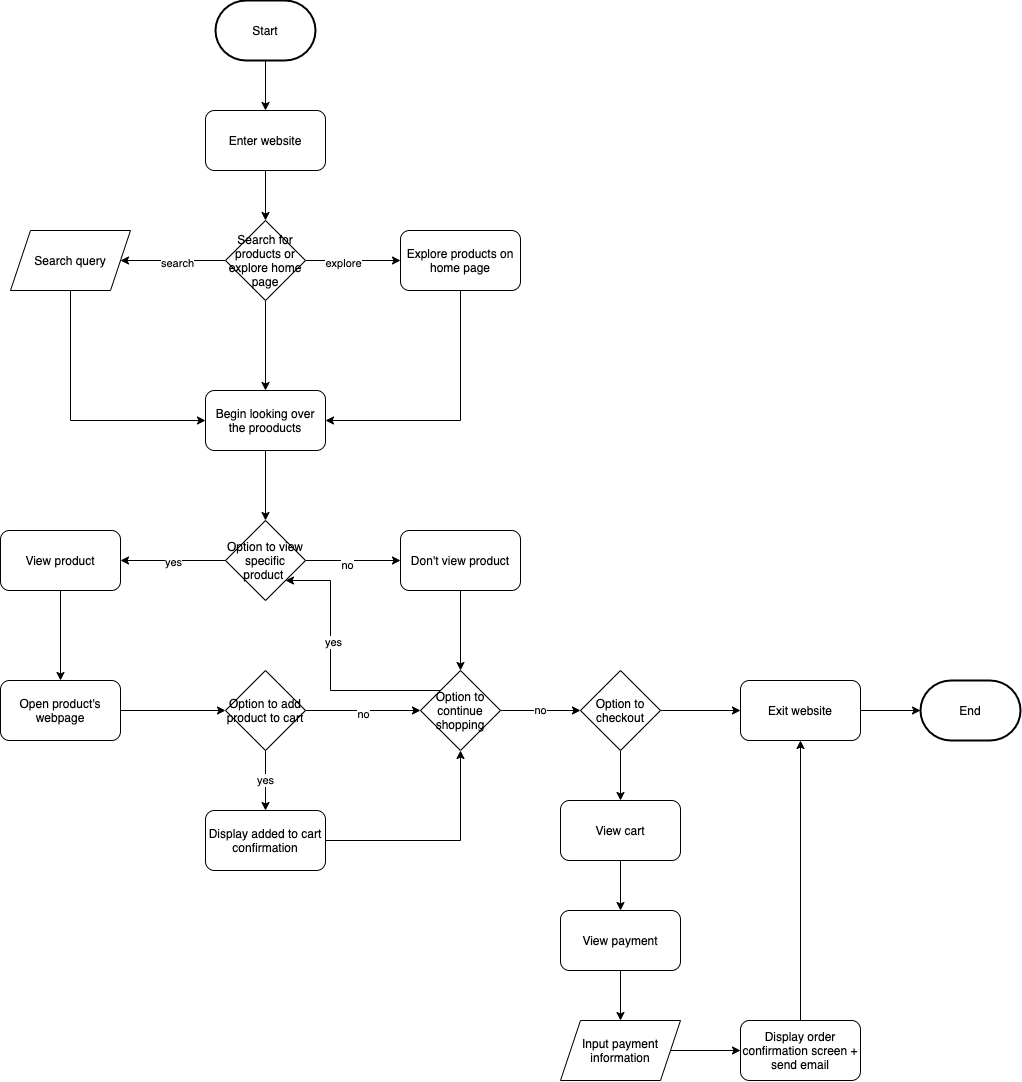 Start
Enter website
Search for
products or
explore home
page
search
explore
Search query
Explore products on
home page
Begin looking over
the prooducts
Option to view
specific
product
yes
no
View product
Don't view product
yes
Open product's
webpage
Option to add
product to cart
no
Option to
continue
shopping
no
Option to
checkout
Exit website
End
yes
Display added to cart
confirmation
View cart
View payment
Input payment
information
Display order
confirmation screen +
send email